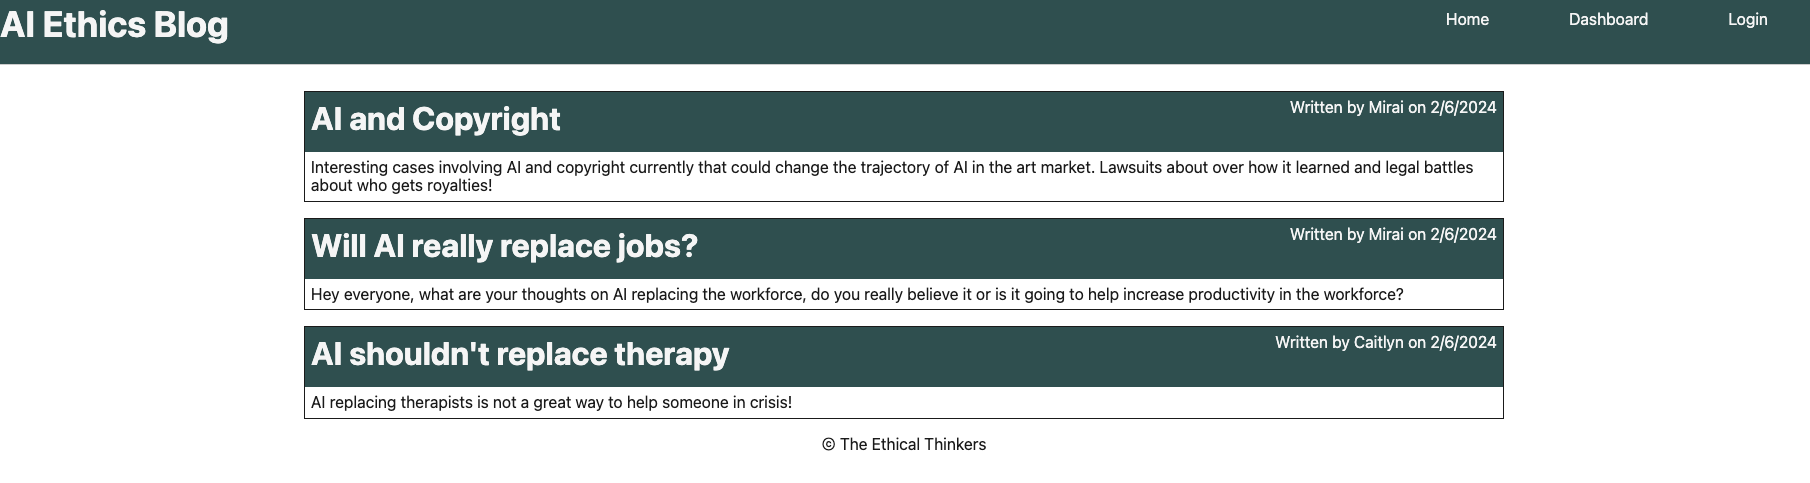 AI Ethics Blog
Home
Dashboard
Login
AI and Copyright
Written by Mirai on 2/6/2024
Interesting cases involving AI and copyright currently that could change the trajectory of AI in the art market. Lawsuits about over how it learned and legal battles
about who gets royalties!
Will AI really replace jobs?
Written by Mirai on 2/6/2024
Hey everyone, what are your thoughts on AI replacing the workforce, do you really believe it or is it going to help increase productivity in the workforce?
AI shouldn't replace therapy
Written by Caitlyn on 2/6/2024
AI replacing therapists is not a great way to help someone in crisis!
© The Ethical Thinkers